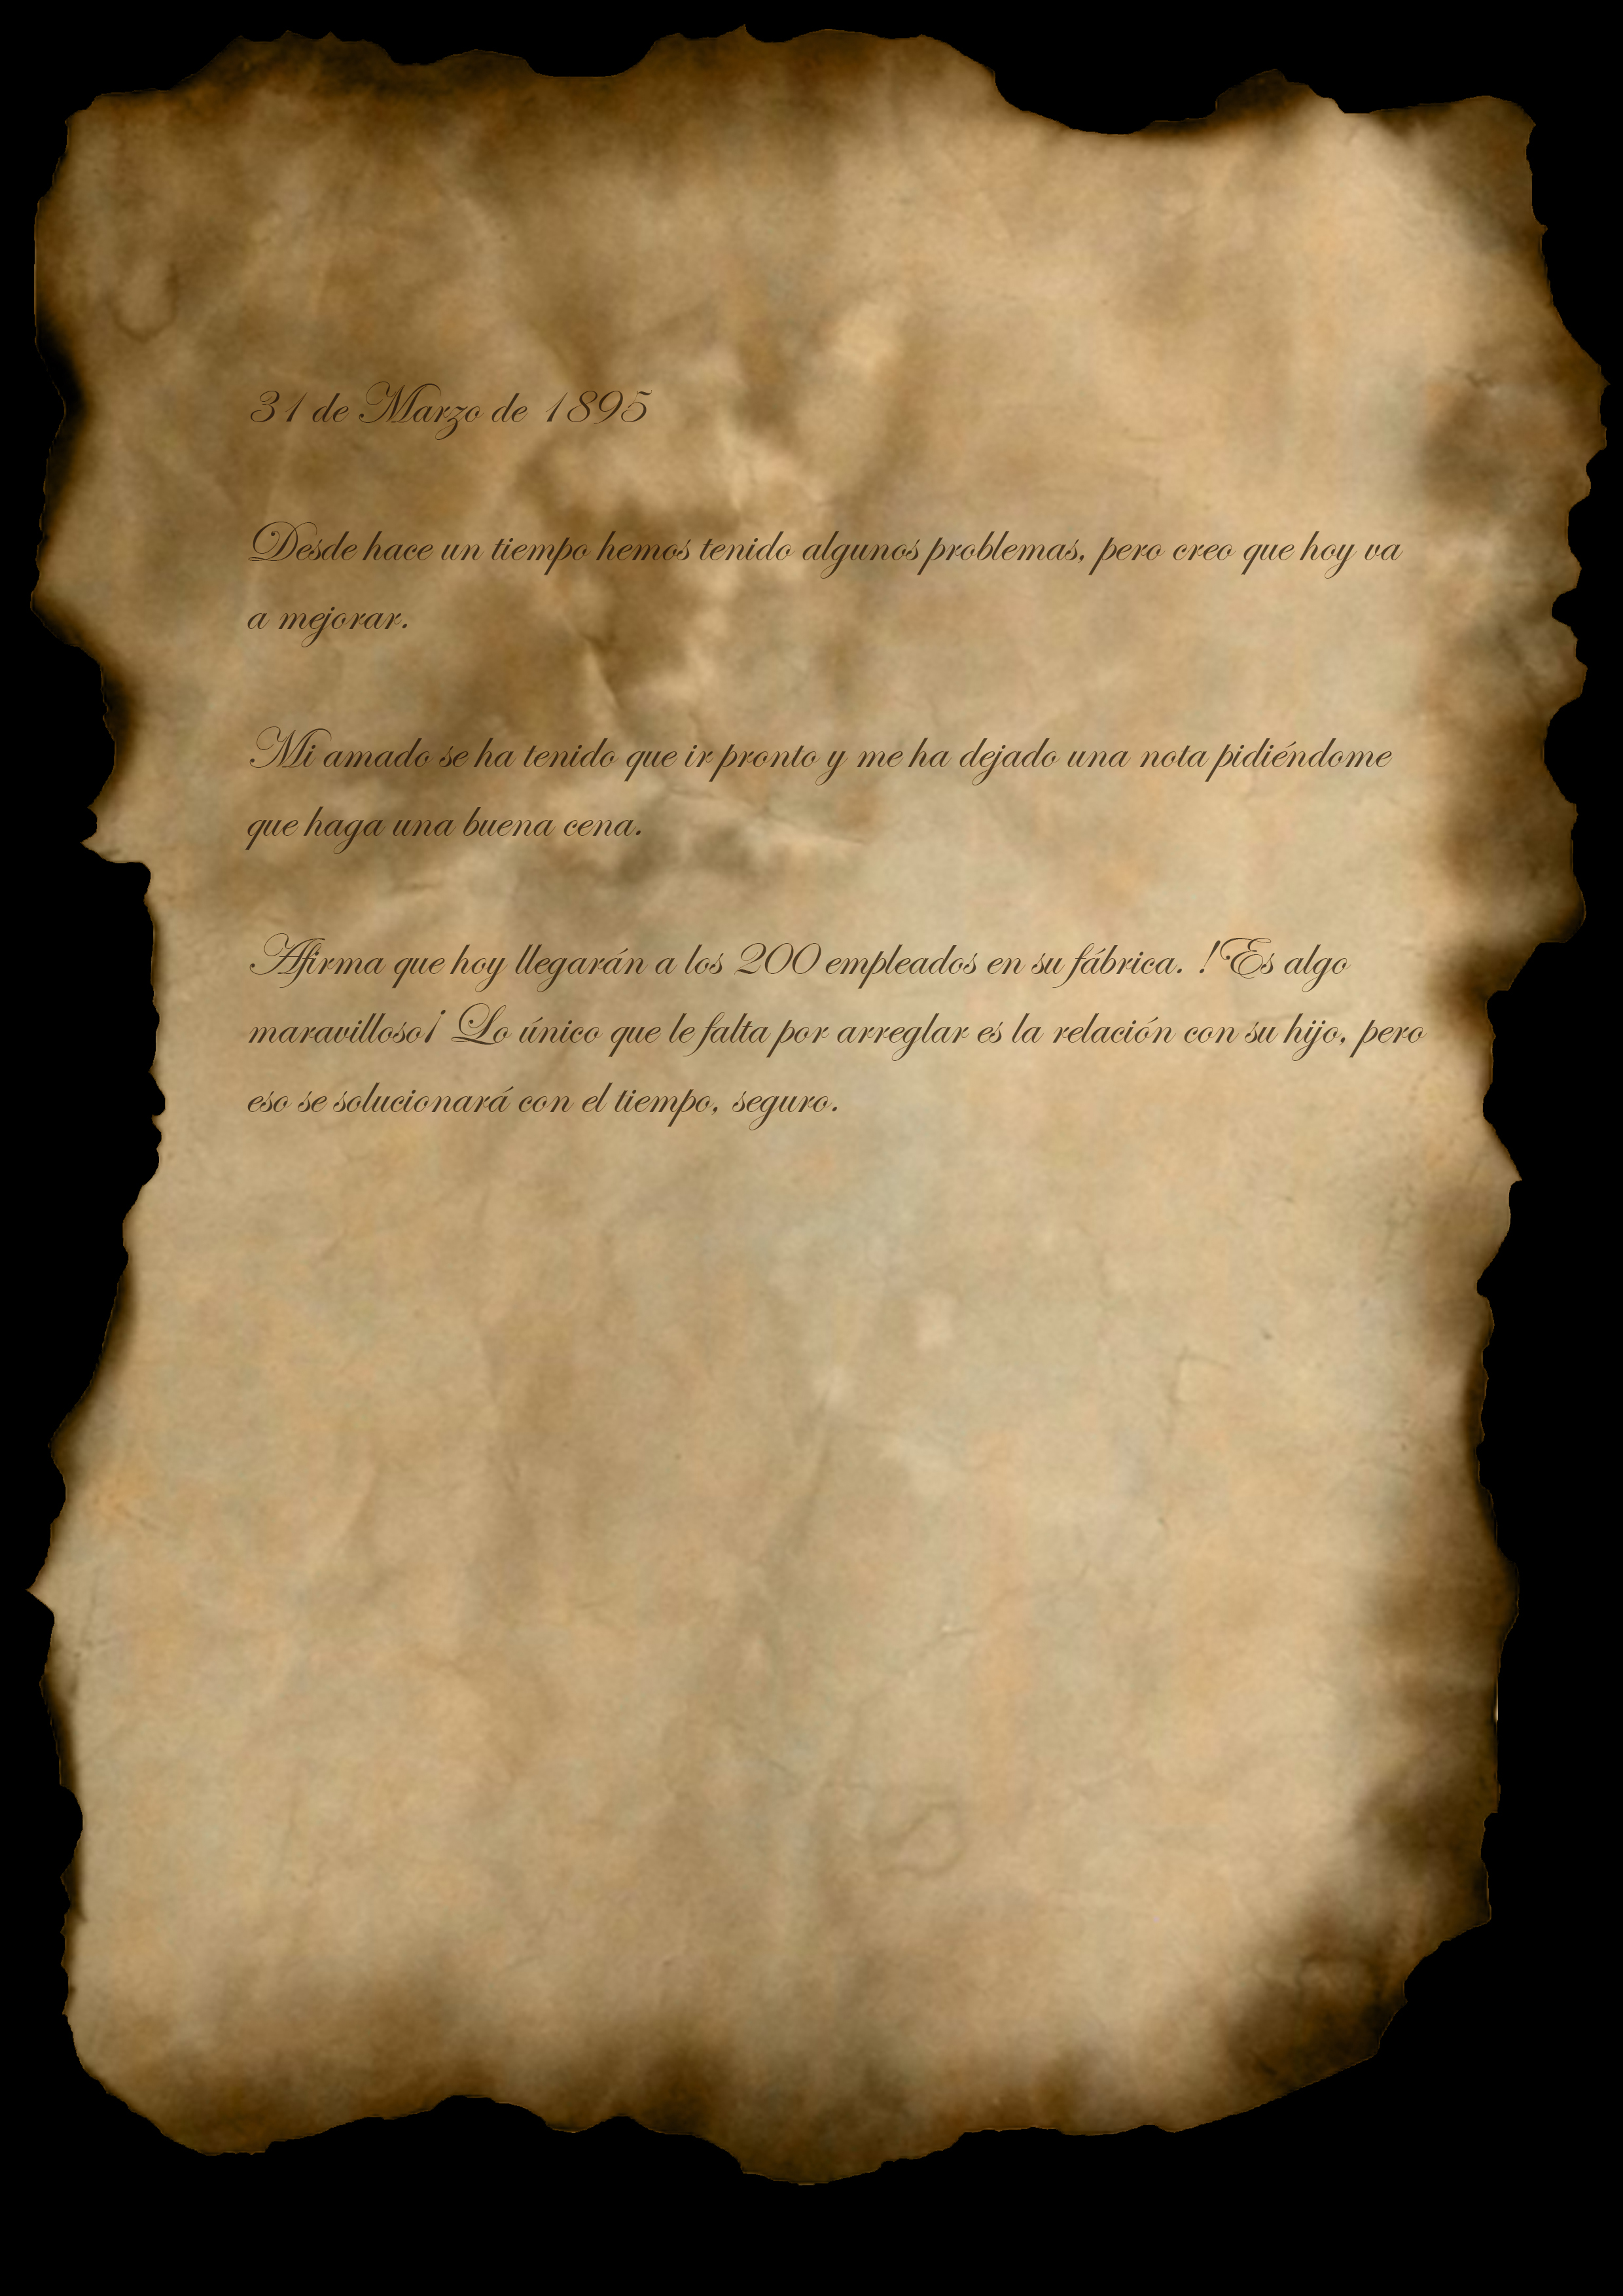 31 de Marzo de 1895
Desde hace un tiempo hemos tenido algunos problemas, pero creo que hoy va
a mejorar.
Mi amado se ha tenido que ir pronto y me ha dejado una nota pidiéndome
que haga una buena cena.
Afirma que hoy llegarán a los 200 empleados en su fábrica. !Es algo
maravilloso¡ Lo único que le falta por arreglar es la relación con su hijo, pero
eso se solucionará con el tiempo, seguro.